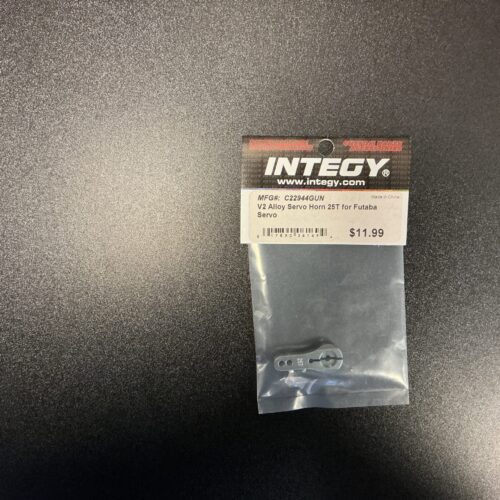 INTEGY®
www.integy.com
MFG#: C22944GUN
Made in China
V2 Alloy Servo Horn 25T for Futaba
Servo
$11.99
25T